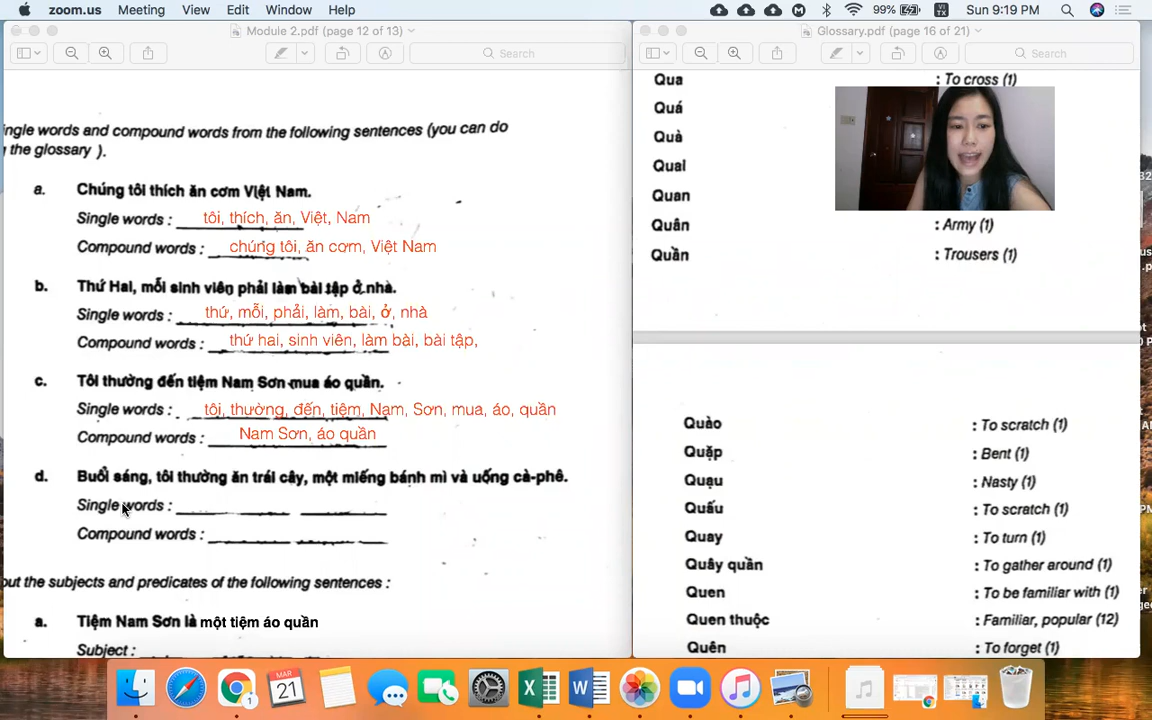 zoom.us Meeting View Edit Window Help 99% Sun 9:19 PM
Module 2.pdf (page 12 of 13)
Search
ingle words and compound words from the following sentences (you can do
g the glossary ).
a. Chúng tôi thích ăn cơm Việt Nam.
Single words : tôi, thích, ăn, Việt, Nam
Compound words : chúng tôi, ăn cơm, Việt Nam
b. Thứ Hai, mỗi sinh viên phải làm bài tập ở nhà.
Single words : thứ, mỗi, phải, làm, bài, ở, nhà
Compound words : thứ hai, sinh viên, làm bài, bài tập,
c. Tôi thường đến tiệm Nam Sơn mua áo quần.
Single words : tôi, thường, đến, tiệm, Nam, Sơn, mua, áo, quần
Compound words : Nam Sơn, áo quần
d. Buổi sáng, tôi thường ăn trái cây, một miếng bánh mì và uống cà-phê.
Single words :
Compound words :
out the subjects and predicates of the following sentences :
a. Tiệm Nam Sơn là một tiệm áo quần
Subject :
Glossary.pdf (page 16 of 21)
Search
Qua : To cross (1)
Quá
Quà
Quai
Quan
Quân : Army (1)
Quần : Trousers (1)
Quào : To scratch (1)
Quặp : Bent (1)
Quạu : Nasty (1)
Quấu : To scratch (1)
Quay : To turn (1)
Quây quần : To gather around (1)
Quen : To be familiar with (1)
Quen thuộc : Familiar, popular (12)
Quên : To forget (1)
MAR
21